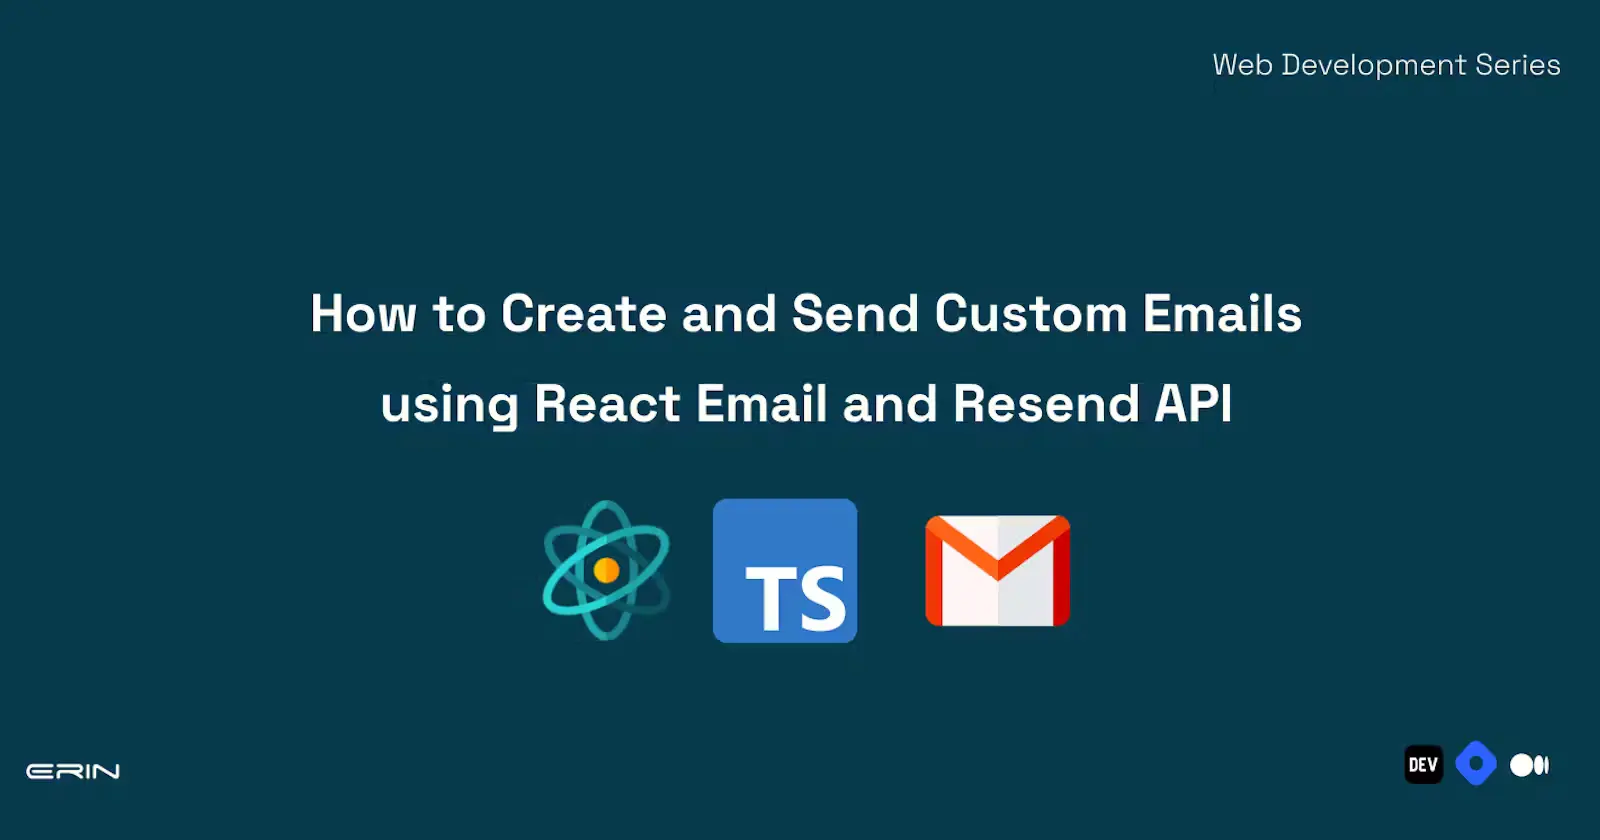 Web Development Series
How to Create and Send Custom Emails
using React Email and Resend API
TS
ERIN
DEV